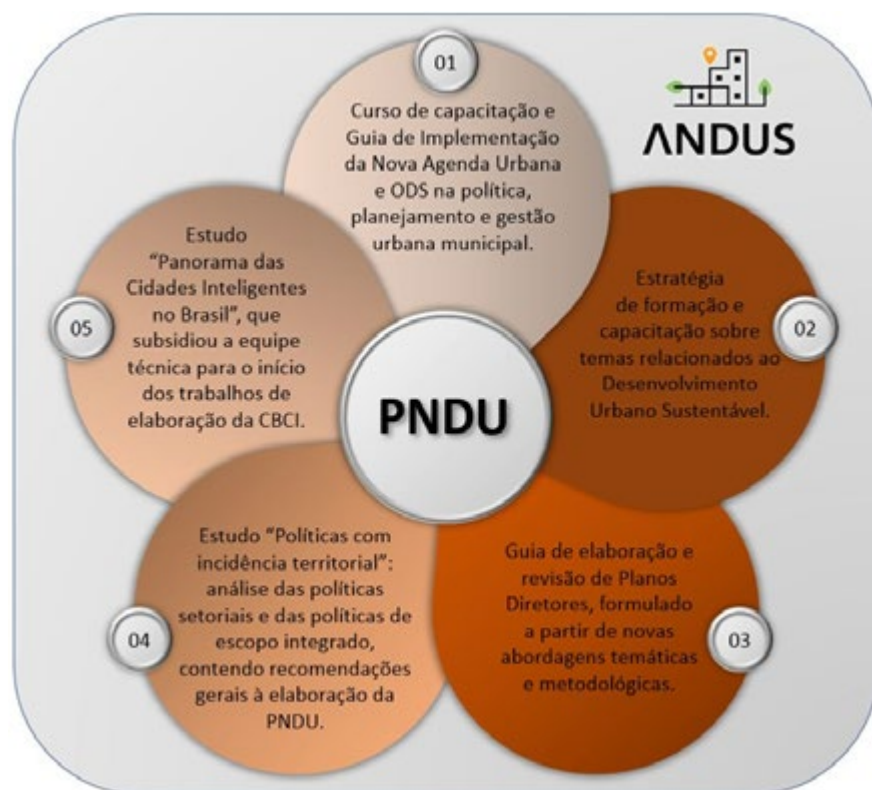 01
Curso de capacitação e
Guia de Implementação
da Nova Agenda Urbana
e ODS na política,
planejamento e gestão
urbana municipal.
ANDUS
Estratégia
de formação e
capacitação sobre
temas relacionados ao
Desenvolvimento
Urbano Sustentável.
02
Guia de elaboração e
revisão de Planos
Diretores, formulado
a partir de novas
abordagens temáticas
e metodológicas.
03
Estudo “Políticas com
incidência territorial”:
análise das políticas
setoriais e das políticas de
escopo integrado,
contendo recomendações
gerais à elaboração da
PNDU.
04
Estudo
“Panorama das
Cidades Inteligentes
no Brasil”, que
subsidiou a equipe
técnica para o início
dos trabalhos de
elaboração da CBCI.
05
PNDU